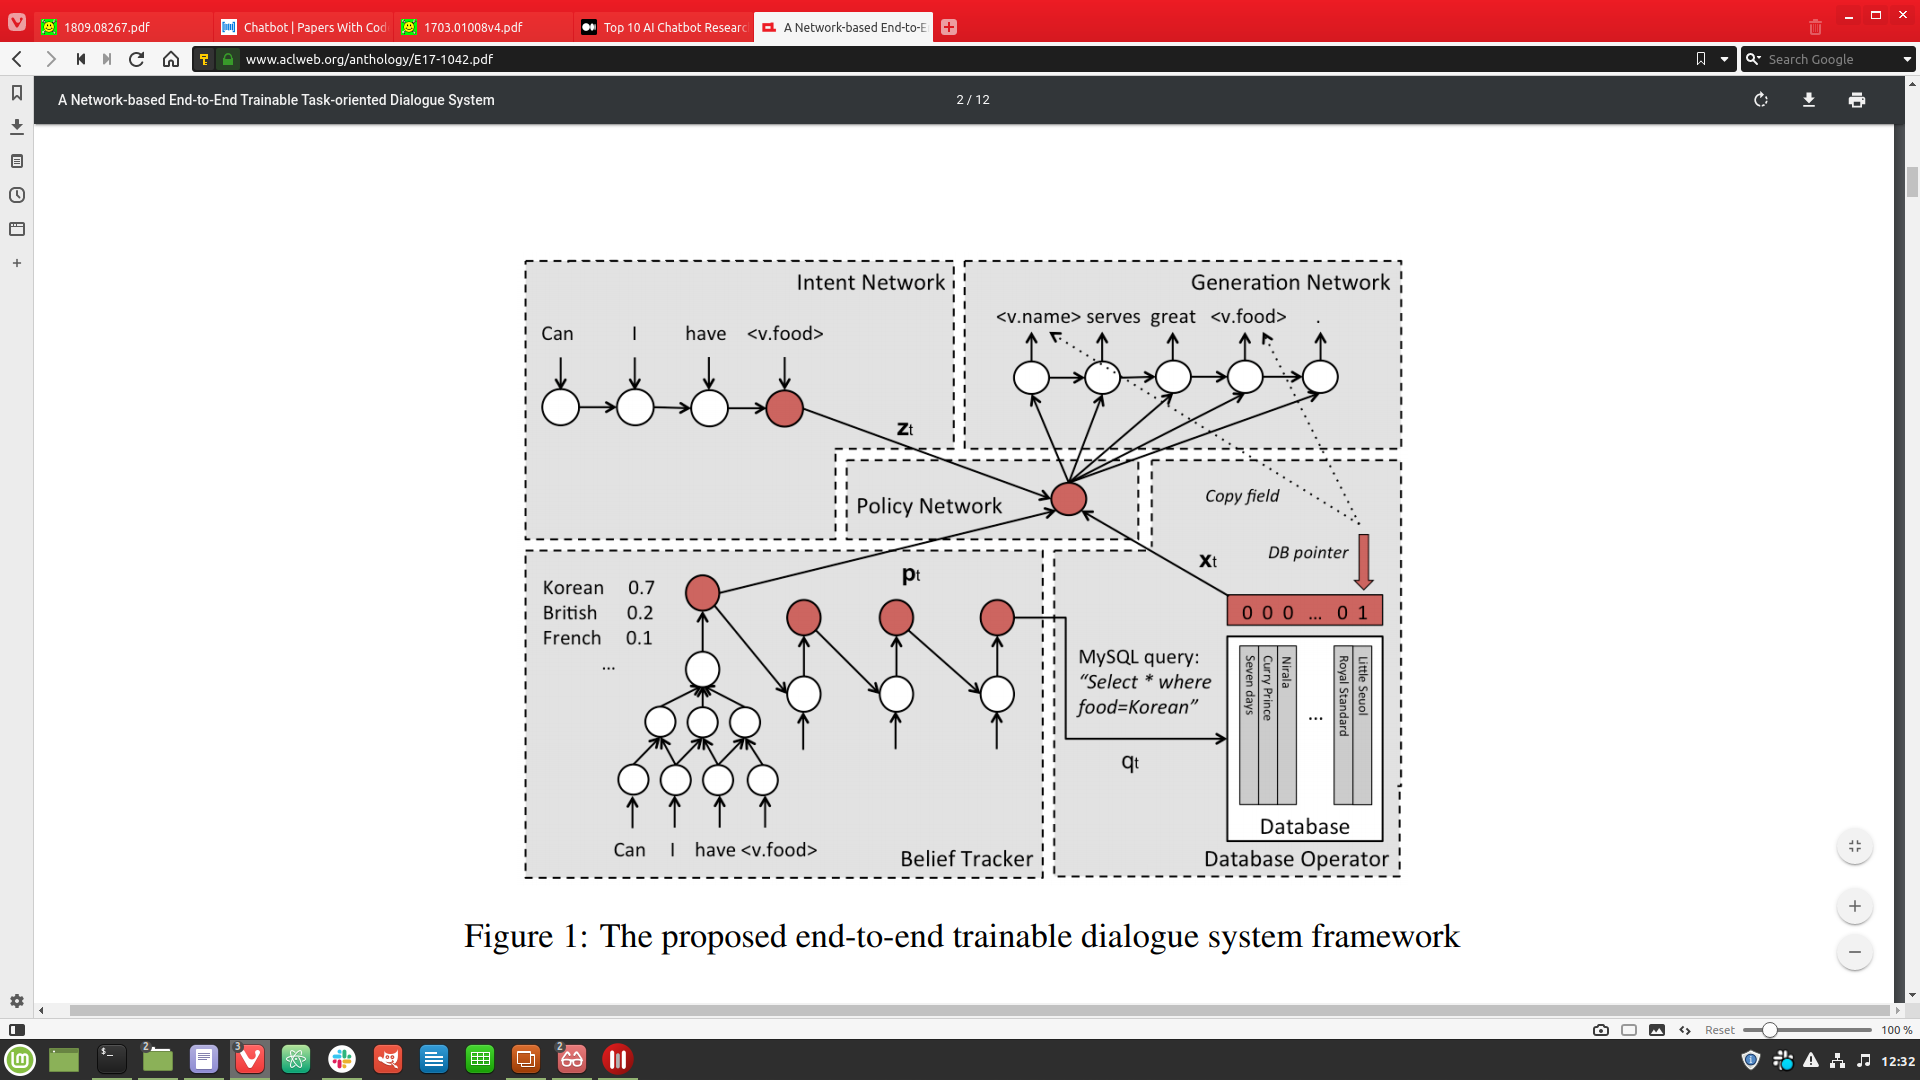 1809.08267.pdf
Chatbot | Papers With Cod
1703.01008v4.pdf
Top 10 AI Chatbot Researc
A Network-based End-to-E
www.aclweb.org/anthology/E17-1042.pdf
Search Google
A Network-based End-to-End Trainable Task-oriented Dialogue System
2 / 12
Intent Network
Can I have <v.food>
zt
Generation Network
<v.name> serves great <v.food> .
Policy Network
Copy field
DB pointer
xt
pt
Korean 0.7
British 0.2
French 0.1
...
Can I have <v.food>
Belief Tracker
MySQL query:
“Select * where
food=Korean”
qt
0 0 0 ... 0 1
Seven days
Curry Prince
Nirala
...
Royal Standard
Little Seuol
Database
Database Operator
Figure 1: The proposed end-to-end trainable dialogue system framework
Reset
100 %
2
3
2
12:32